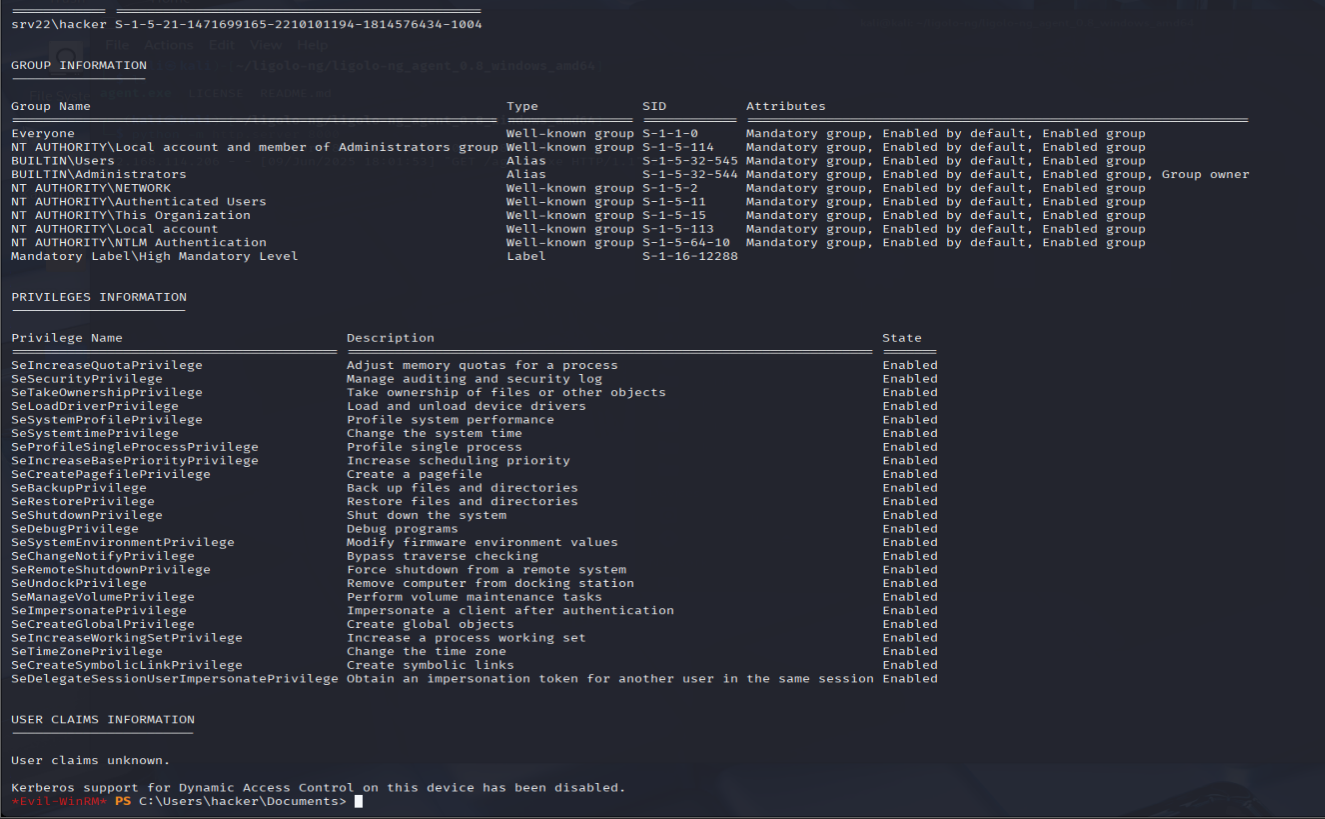 srv22\hacker S-1-5-21-1471699165-2210101194-1814576434-1004
File Actions Edit View Help
GROUP INFORMATION
Group Name Type SID Attributes
Everyone Well-known group S-1-1-0 Mandatory group, Enabled by default, Enabled group
NT AUTHORITY\Local account and member of Administrators group Well-known group S-1-5-114 Mandatory group, Enabled by default, Enabled group
BUILTIN\Users Alias S-1-5-32-545 Mandatory group, Enabled by default, Enabled group
BUILTIN\Administrators Alias S-1-5-32-544 Mandatory group, Enabled by default, Enabled group, Group owner
NT AUTHORITY\NETWORK Well-known group S-1-5-2 Mandatory group, Enabled by default, Enabled group
NT AUTHORITY\Authenticated Users Well-known group S-1-5-11 Mandatory group, Enabled by default, Enabled group
NT AUTHORITY\This Organization Well-known group S-1-5-15 Mandatory group, Enabled by default, Enabled group
NT AUTHORITY\Local account Well-known group S-1-5-113 Mandatory group, Enabled by default, Enabled group
NT AUTHORITY\NTLM Authentication Well-known group S-1-5-64-10 Mandatory group, Enabled by default, Enabled group
Mandatory Label\High Mandatory Level Label S-1-16-12288
PRIVILEGES INFORMATION
Privilege Name Description State
SeIncreaseQuotaPrivilege Adjust memory quotas for a process Enabled
SeSecurityPrivilege Manage auditing and security log Enabled
SeTakeOwnershipPrivilege Take ownership of files or other objects Enabled
SeLoadDriverPrivilege Load and unload device drivers Enabled
SeSystemProfilePrivilege Profile system performance Enabled
SeSystemtimePrivilege Change the system time Enabled
SeProfileSingleProcessPrivilege Profile single process Enabled
SeIncreaseBasePriorityPrivilege Increase scheduling priority Enabled
SeCreatePagefilePrivilege Create a pagefile Enabled
SeBackupPrivilege Back up files and directories Enabled
SeRestorePrivilege Restore files and directories Enabled
SeShutdownPrivilege Shut down the system Enabled
SeDebugPrivilege Debug programs Enabled
SeSystemEnvironmentPrivilege Modify firmware environment values Enabled
SeChangeNotifyPrivilege Bypass traverse checking Enabled
SeRemoteShutdownPrivilege Force shutdown from a remote system Enabled
SeUndockPrivilege Remove computer from docking station Enabled
SeManageVolumePrivilege Perform volume maintenance tasks Enabled
SeImpersonatePrivilege Impersonate a client after authentication Enabled
SeCreateGlobalPrivilege Create global objects Enabled
SeIncreaseWorkingSetPrivilege Increase a process working set Enabled
SeTimeZonePrivilege Change the time zone Enabled
SeCreateSymbolicLinkPrivilege Create symbolic links Enabled
SeDelegateSessionUserImpersonatePrivilege Obtain an impersonation token for another user in the same session Enabled
USER CLAIMS INFORMATION
User claims unknown.
Kerberos support for Dynamic Access Control on this device has been disabled.
*Evil-WinRM* PS C:\Users\hacker\Documents>